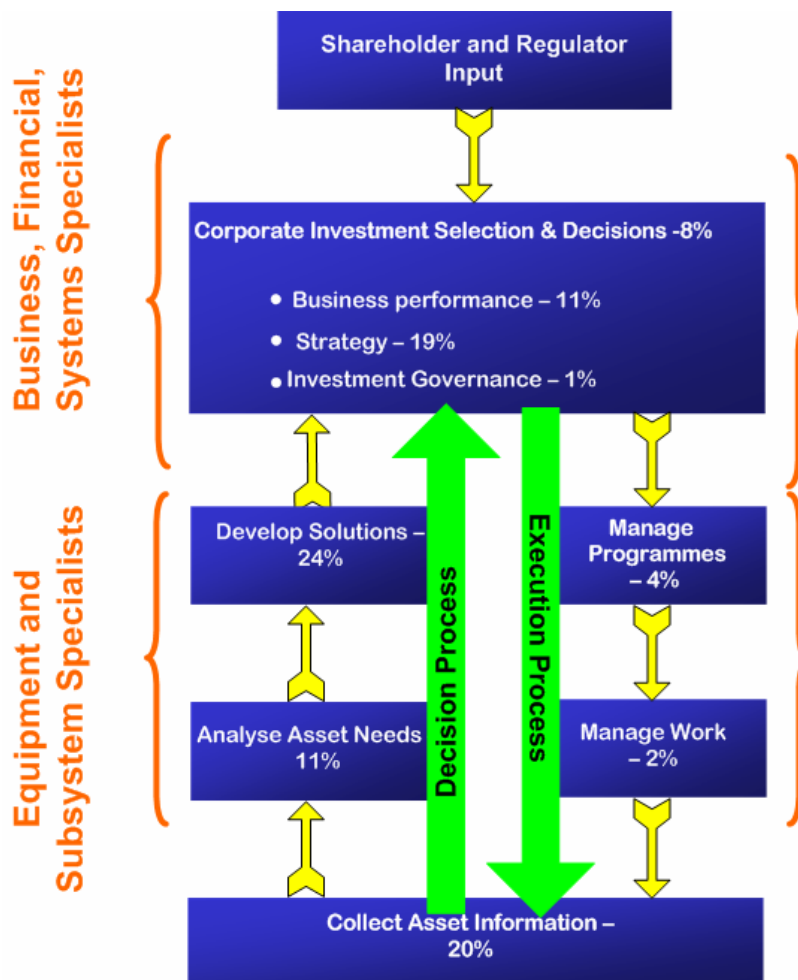 Shareholder and Regulator
Input
Business, Financial,
Systems Specialists
Corporate Investment Selection & Decisions -8%
• Business performance – 11%
• Strategy – 19%
• Investment Governance – 1%
Equipment and
Subsystem Specialists
Develop Solutions –
24%
Analyse Asset Needs
11%
Decision Process
Execution Process
Manage
Programmes
– 4%
Manage Work
– 2%
Collect Asset Information –
20%